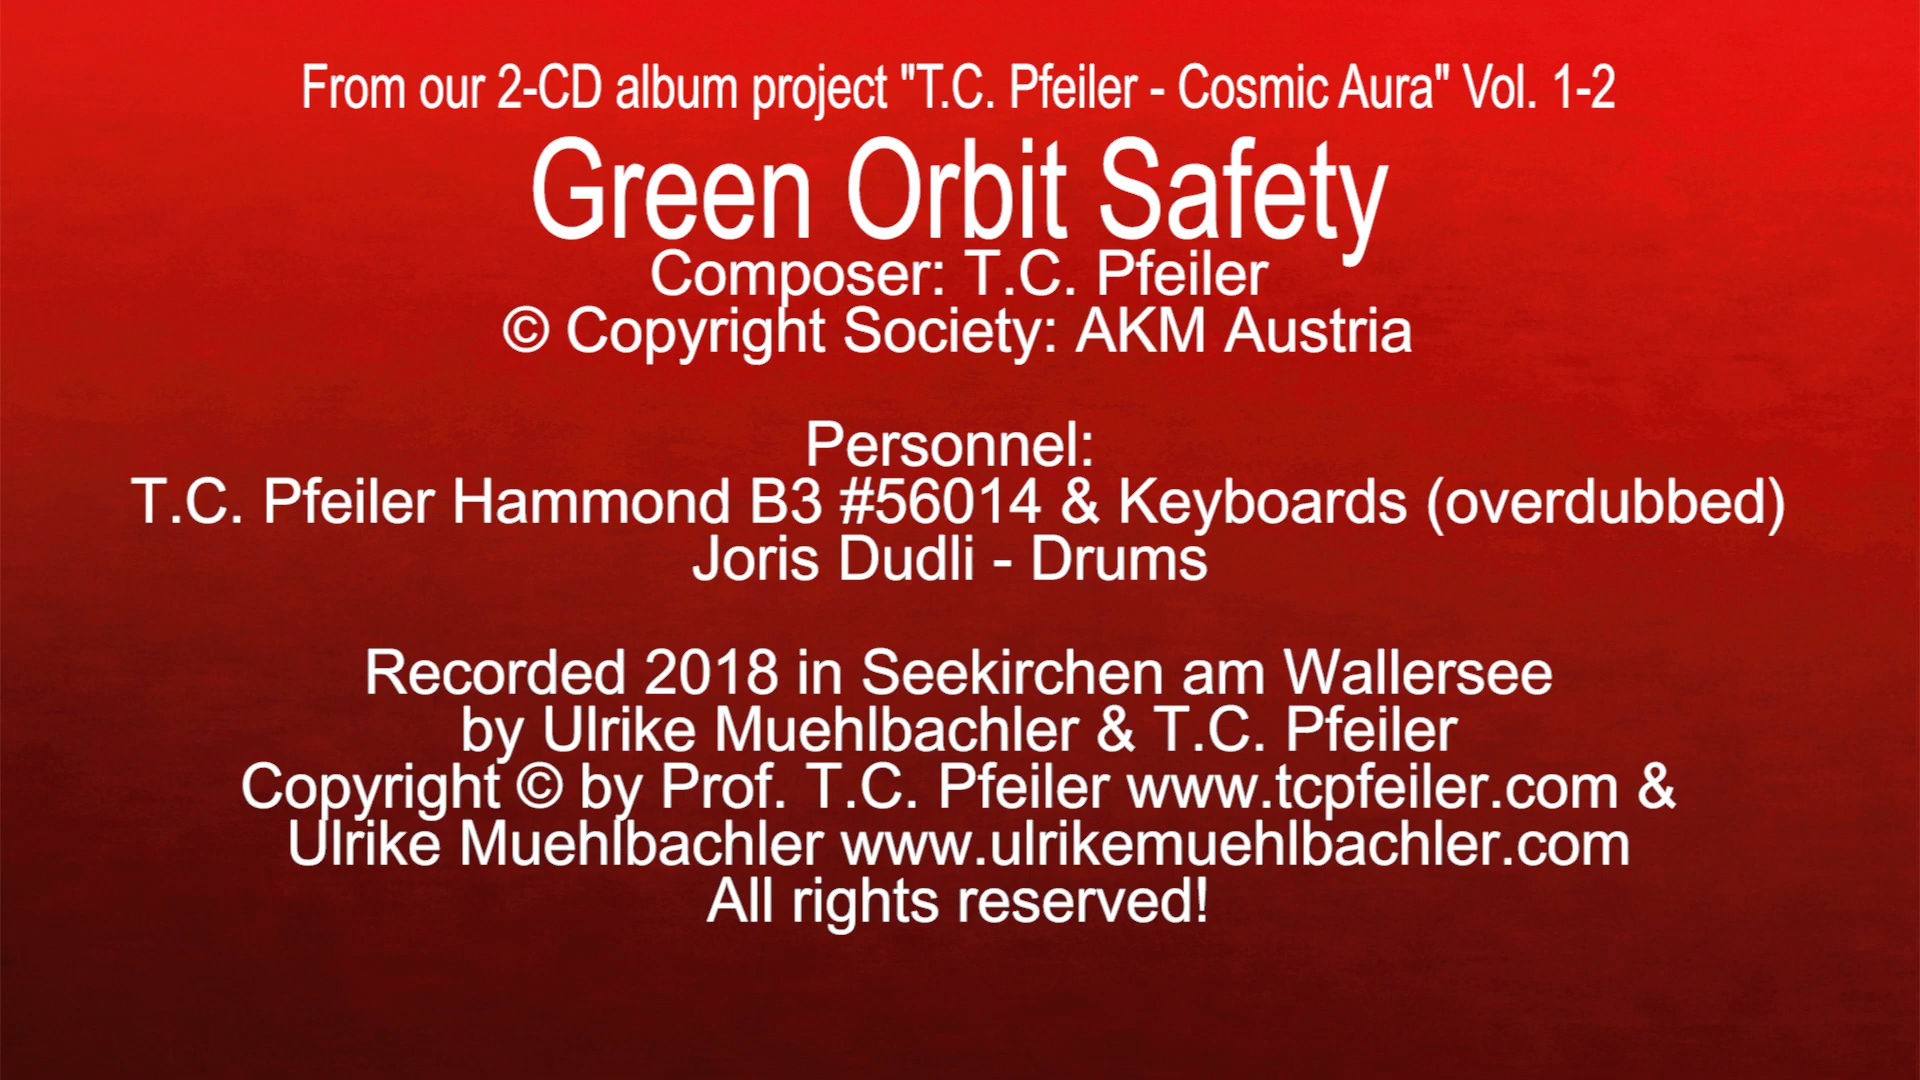 From our 2-CD album project "T.C. Pfeiler - Cosmic Aura" Vol. 1-2
Green Orbit Safety
Composer: T.C. Pfeiler
© Copyright Society: AKM Austria
Personnel:
T.C. Pfeiler Hammond B3 #56014 & Keyboards (overdubbed)
Joris Dudli - Drums
Recorded 2018 in Seekirchen am Wallersee
by Ulrike Muehlbachler & T.C. Pfeiler
Copyright © by Prof. T.C. Pfeiler www.tcpfeiler.com &
Ulrike Muehlbachler www.ulrikemuehlbachler.com
All rights reserved!